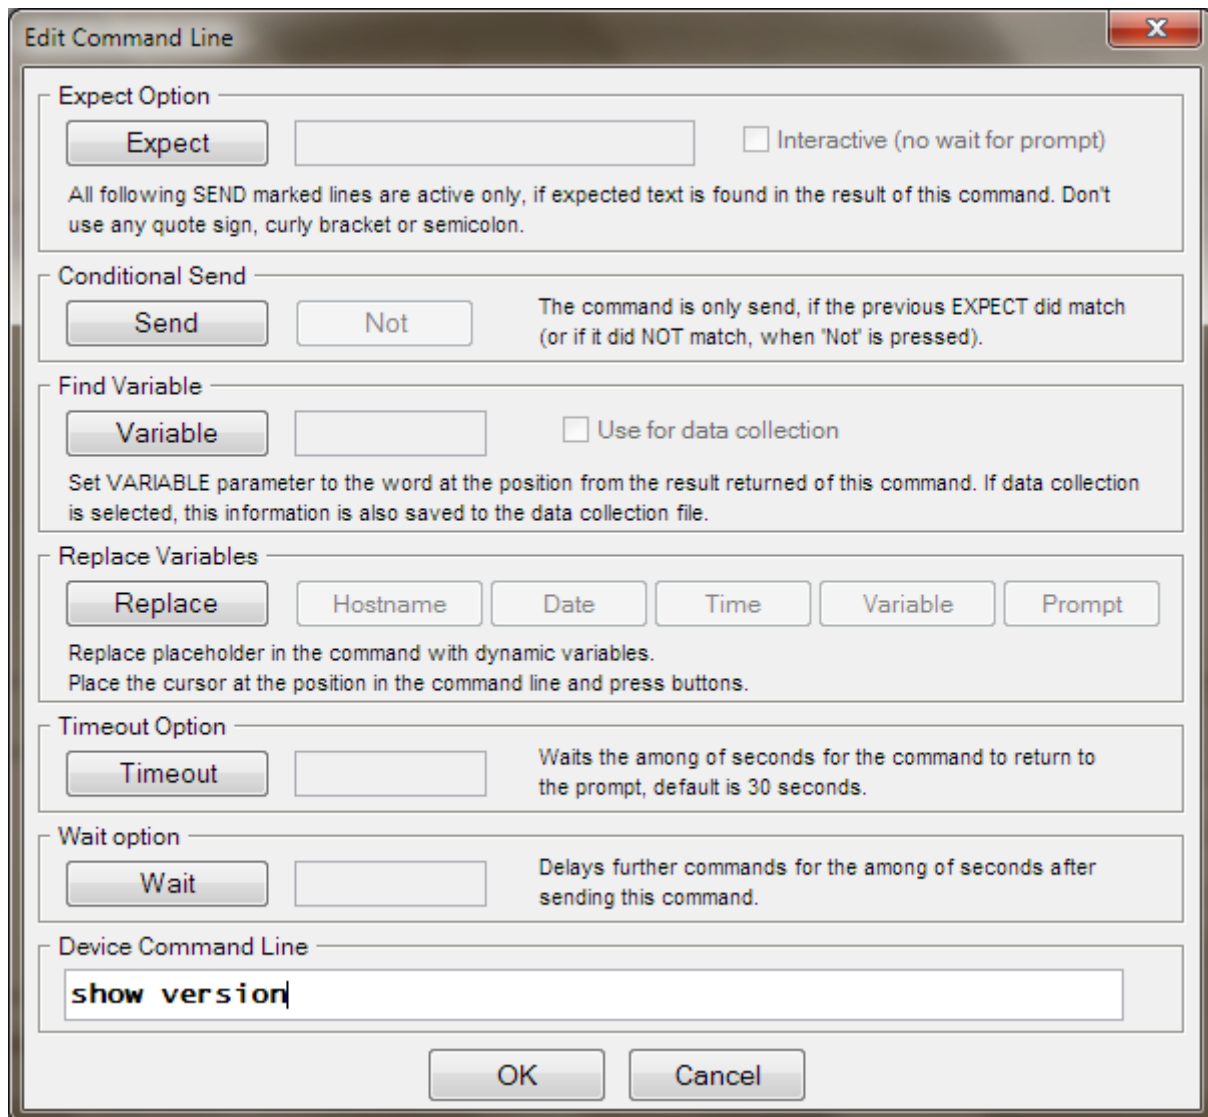 Edit Command Line
Expect Option
Expect
Interactive (no wait for prompt)
All following SEND marked lines are active only, if expected text is found in the result of this command. Don't
use any quote sign, curly bracket or semicolon.
Conditional Send
Send Not
The command is only send, if the previous EXPECT did match
(or if it did NOT match, when 'Not' is pressed).
Find Variable
Variable
Use for data collection
Set VARIABLE parameter to the word at the position from the result returned of this command. If data collection
is selected, this information is also saved to the data collection file.
Replace Variables
Replace Hostname Date Time Variable Prompt
Replace placeholder in the command with dynamic variables.
Place the cursor at the position in the command line and press buttons.
Timeout Option
Timeout
Waits the among of seconds for the command to return to
the prompt, default is 30 seconds.
Wait option
Wait
Delays further commands for the among of seconds after
sending this command.
Device Command Line
show version
OK Cancel